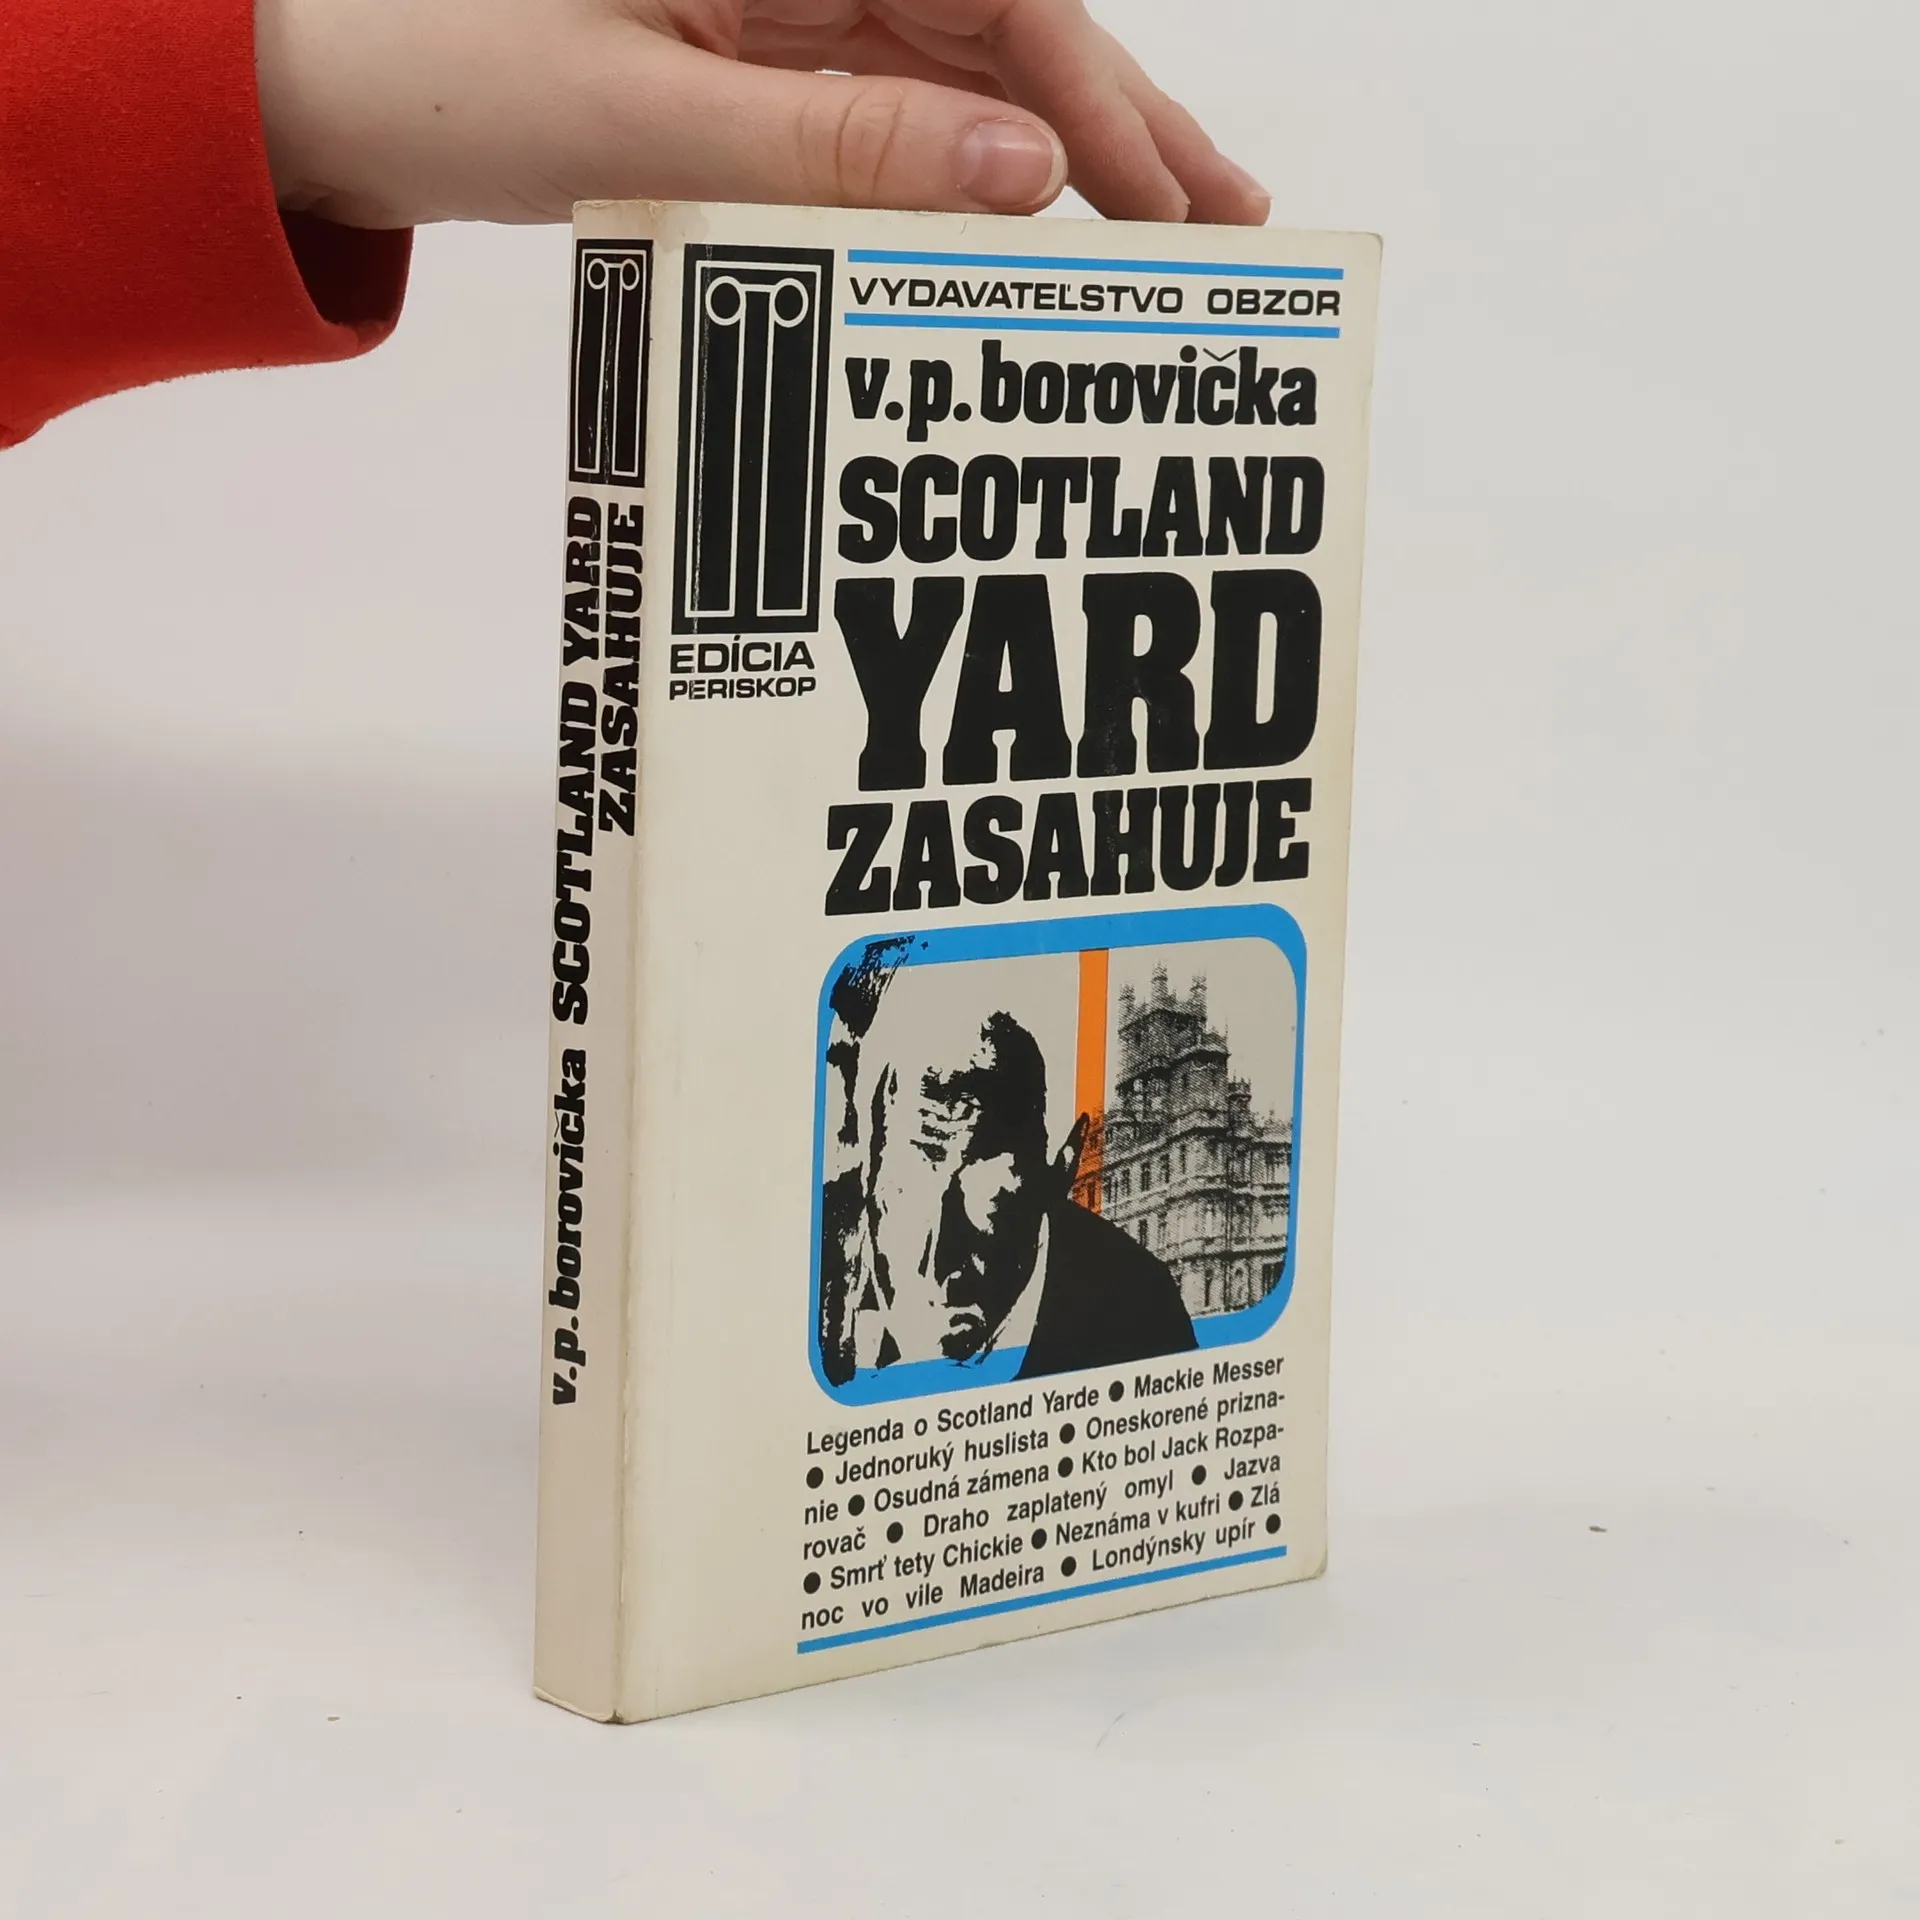 VYDAVATEĽSTVO OBZOR
v.p.borovička
SCOTLAND
YARD
ZASAHUJE
EDÍCIA
PERISKOP
Legenda o Scotland Yarde ● Mackie Messer
● Jednoruký huslista ● Oneskorené prizna-
nie ● Osudná zámena ● Kto bol Jack Rozpa-
rovač ● Draho zaplatený omyl ● Jazva
● Smrť tety Chickie ● Neznáma v kufri ● Zlá
noc vo vile Madeira ● Londýnsky upír ●
v.p.borovička SCOTLAND YARD
ZASAHUJE